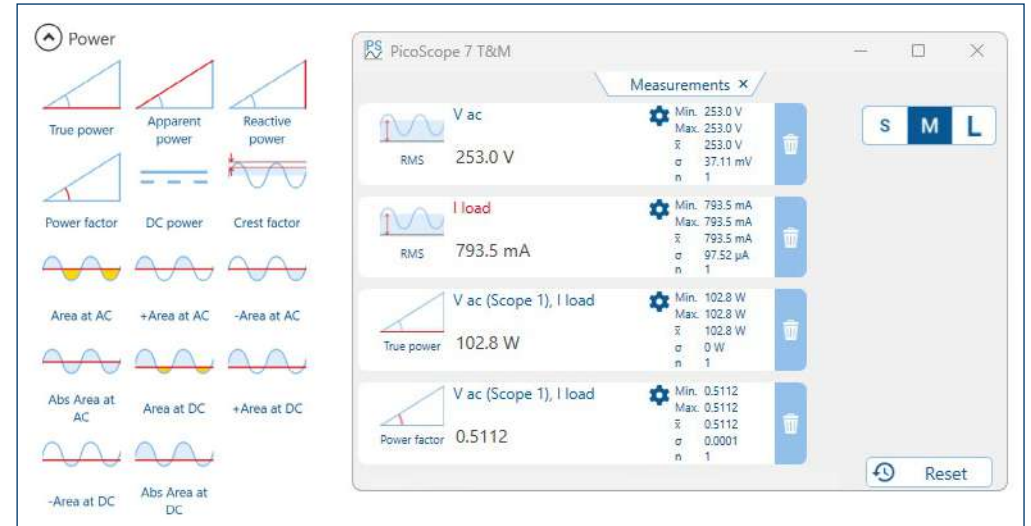 Power
True power
Apparent
power
Reactive
power
Power factor
DC power
Crest factor
Area at AC
+Area at AC
-Area at AC
Abs Area at
AC
Area at DC
+Area at DC
-Area at DC
Abs Area at
DC
PS PicoScope 7 T&M
Measurements ×
V ac
RMS
253.0 V
Min. 253.0 V
Max. 253.0 V
x̄ 253.0 V
σ 37.11 mV
n 1
I load
RMS
793.5 mA
Min. 793.5 mA
Max. 793.5 mA
x̄ 793.5 mA
σ 97.52 µA
n 1
V ac (Scope 1), I load
True power
102.8 W
Min. 102.8 W
Max. 102.8 W
x̄ 102.8 W
σ 0 W
n 1
V ac (Scope 1), I load
Power factor
0.5112
Min. 0.5112
Max. 0.5112
x̄ 0.5112
σ 0.0001
n 1
S M L
Reset